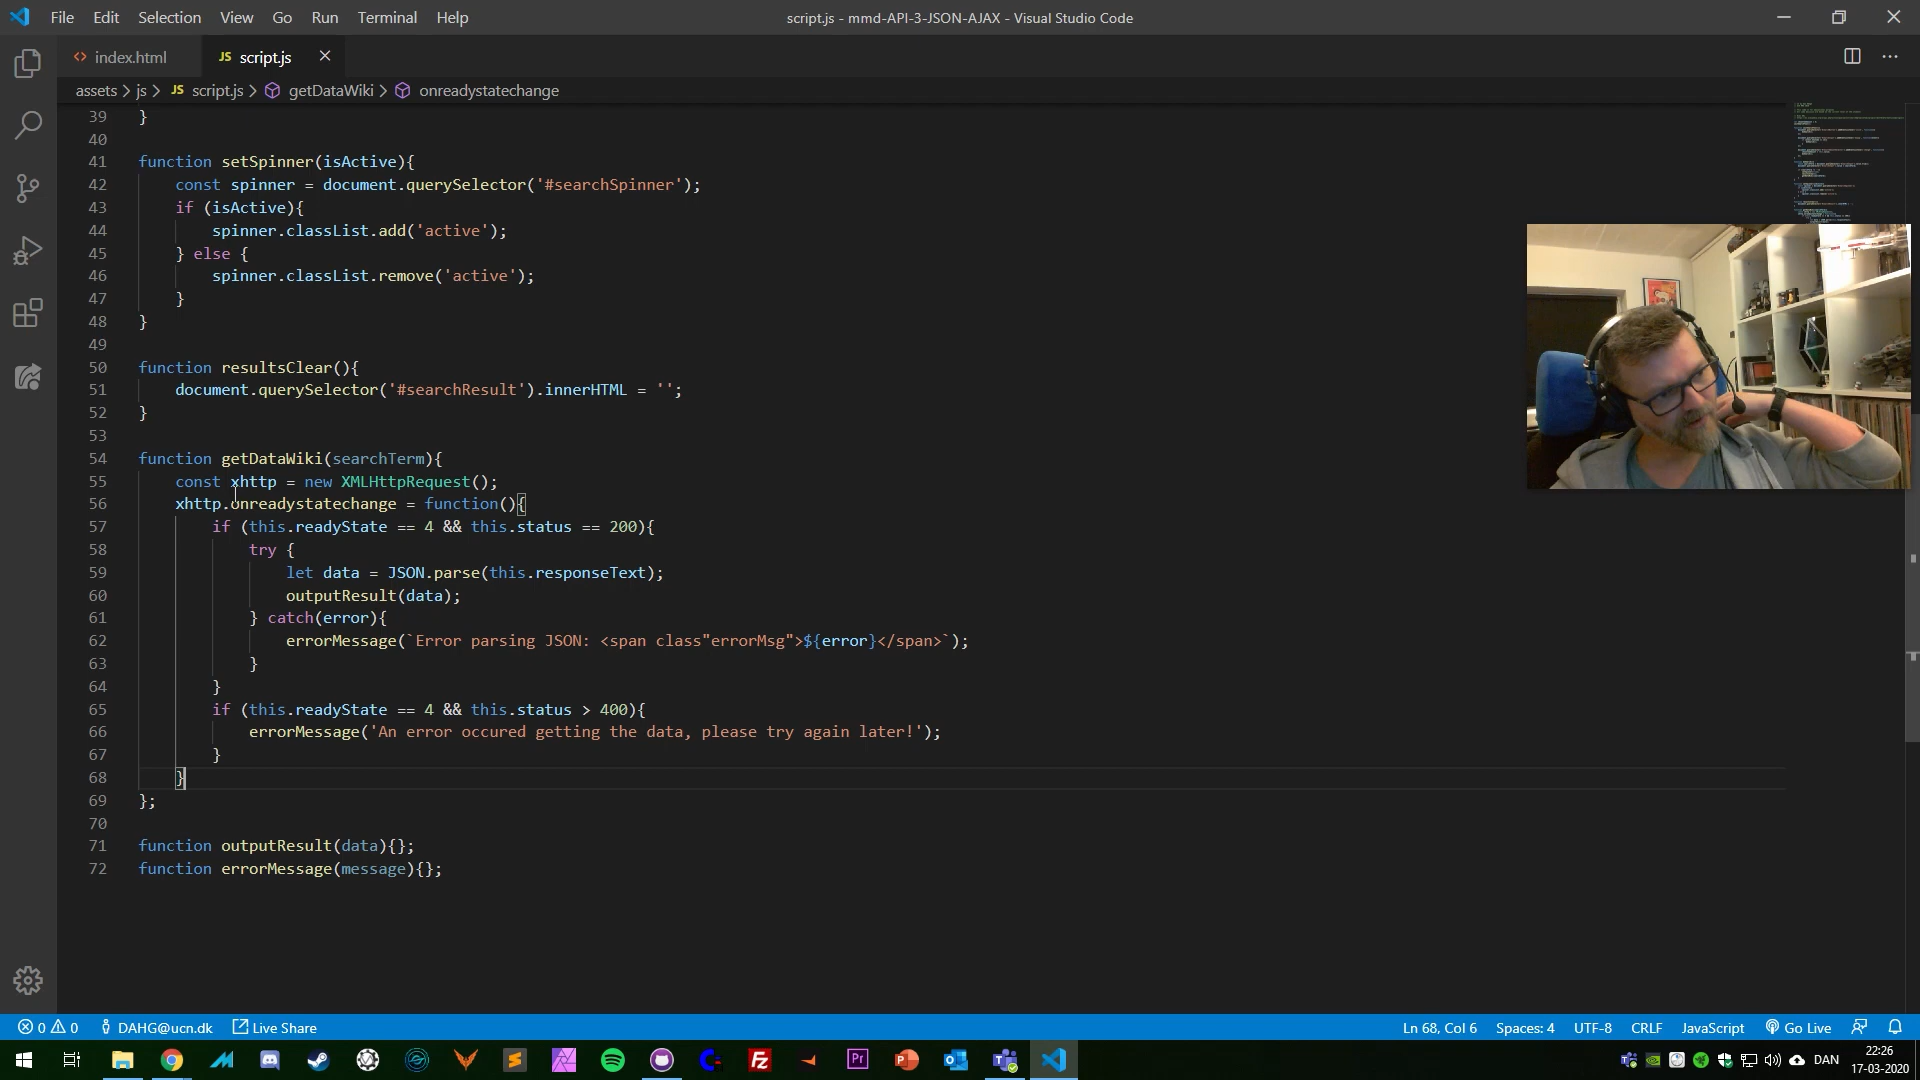 File Edit Selection View Go Run Terminal Help
script.js - mmd-API-3-JSON-AJAX - Visual Studio Code
<> index.html JS script.js
assets > js > JS script.js > getDataWiki > onreadystatechange
39 }
40
41 function setSpinner(isActive){
42 const spinner = document.querySelector('#searchSpinner');
43 if (isActive){
44 spinner.classList.add('active');
45 } else {
46 spinner.classList.remove('active');
47 }
48 }
49
50 function resultsClear(){
51 document.querySelector('#searchResult').innerHTML = '';
52 }
53
54 function getDataWiki(searchTerm){
55 const xhttp = new XMLHttpRequest();
56 xhttp.onreadystatechange = function(){
57 if (this.readyState == 4 && this.status == 200){
58 try {
59 let data = JSON.parse(this.responseText);
60 outputResult(data);
61 } catch(error){
62 errorMessage(`Error parsing JSON: <span class"errorMsg">${error}</span>`);
63 }
64 }
65 if (this.readyState == 4 && this.status > 400){
66 errorMessage('An error occured getting the data, please try again later!');
67 }
68 }
69 };
70
71 function outputResult(data){};
72 function errorMessage(message){};
0 0 DAHG@ucn.dk Live Share
Ln 68, Col 6 Spaces: 4 UTF-8 CRLF JavaScript Go Live
Pr
DAN
22:26
17-03-2020